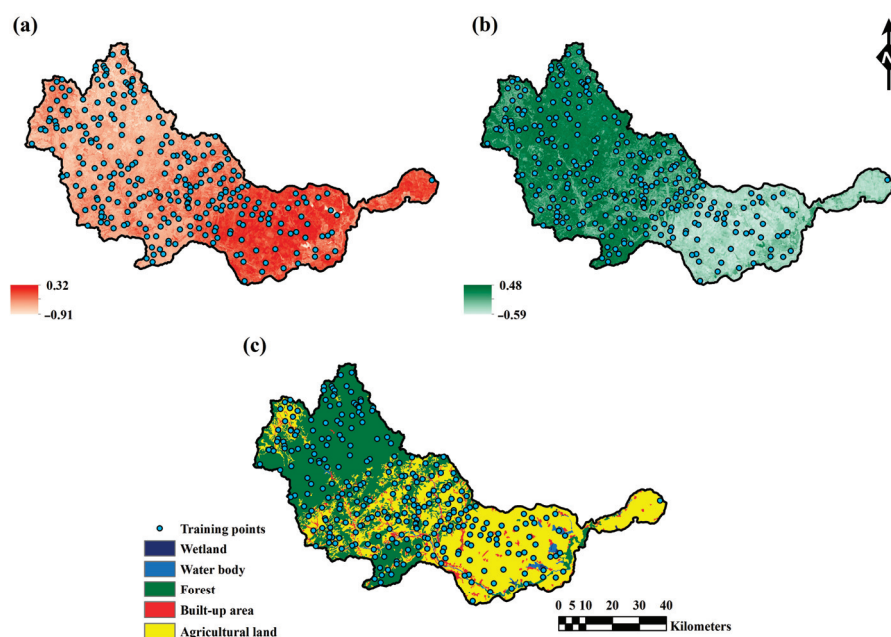 (a)
(b)
N
0.32
−0.91
0.48
−0.59
(c)
Training points
Wetland
Water body
Forest
Built-up area
Agricultural land
0 5 10 20 30 40
Kilometers